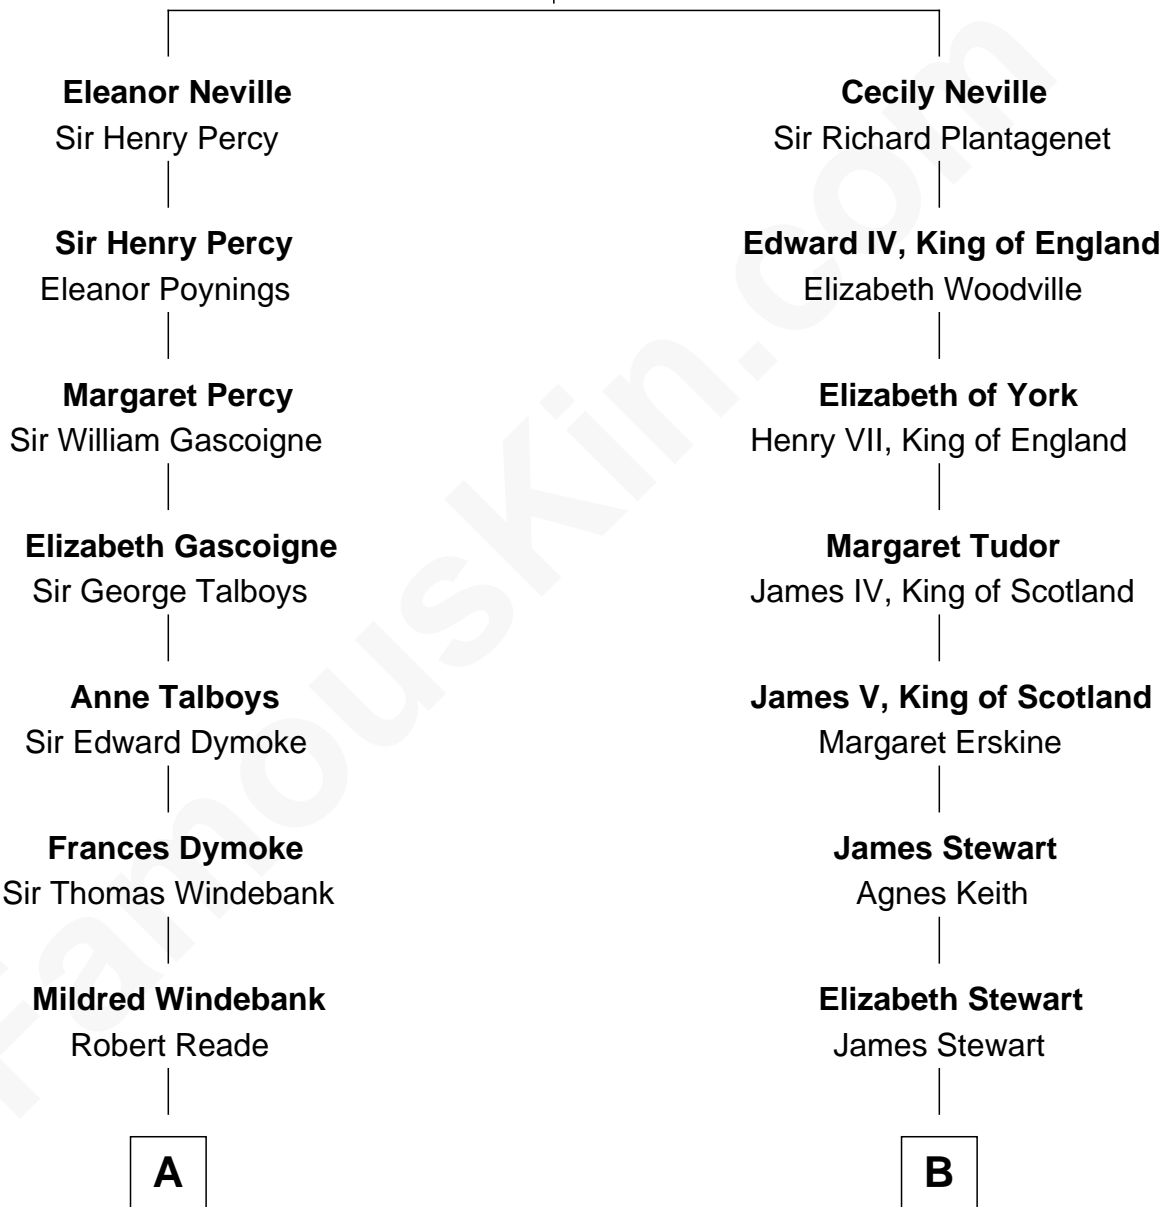 Eleanor Neville
Sir Henry Percy
Sir Henry Percy
Eleanor Poynings
Margaret Percy
Sir William Gascoigne
Elizabeth Gascoigne
Sir George Talboys
Anne Talboys
Sir Edward Dymoke
Frances Dymoke
Sir Thomas Windebank
Mildred Windebank
Robert Reade
A
Cecily Neville
Sir Richard Plantagenet
Edward IV, King of England
Elizabeth Woodville
Elizabeth of York
Henry VII, King of England
Margaret Tudor
James IV, King of Scotland
James V, King of Scotland
Margaret Erskine
James Stewart
Agnes Keith
Elizabeth Stewart
James Stewart
B
FamousKin.com